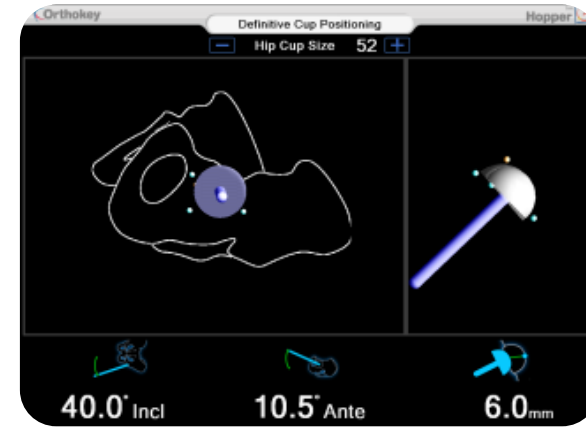 Orthokey
Hopper
Definitive Cup Positioning
Hip Cup Size 52
40.0° Incl
10.5° Ante
6.0mm